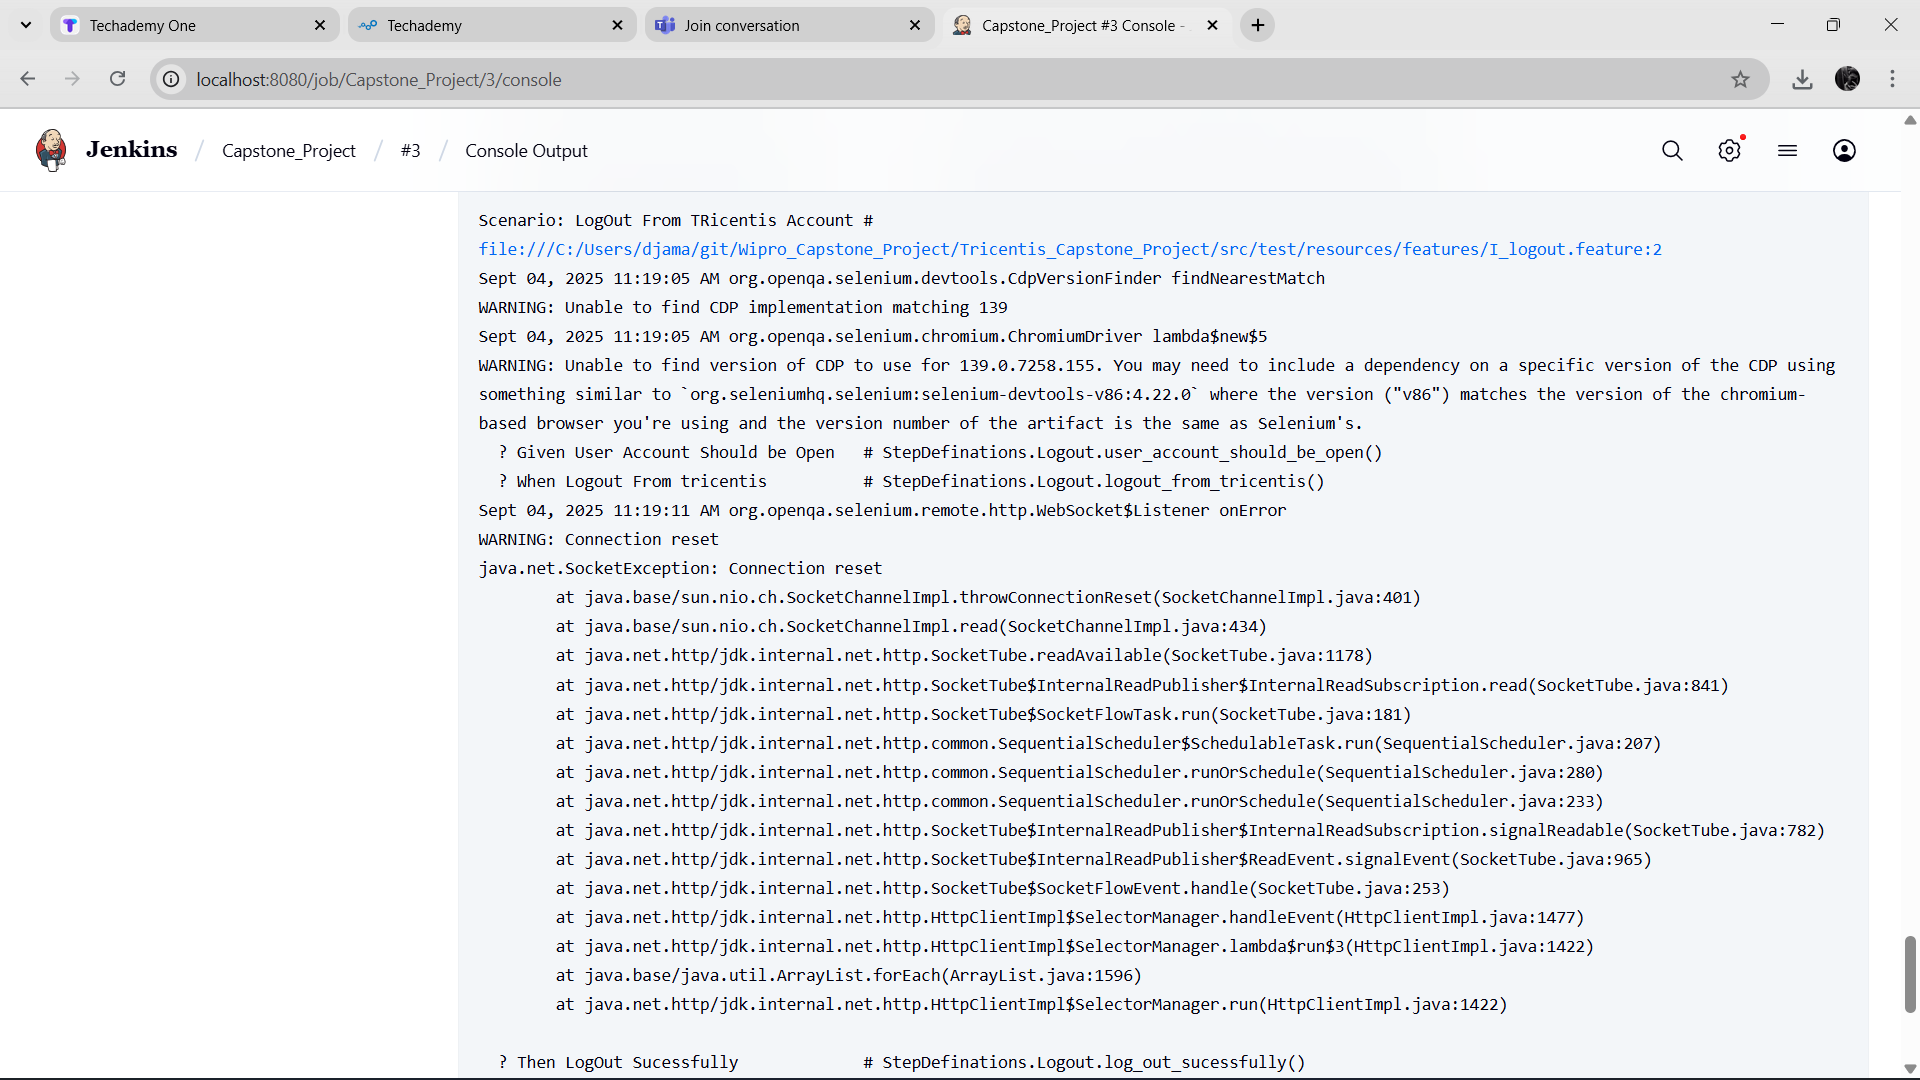 Techademy One
Techademy
Join conversation
Capstone_Project #3 Console -
localhost:8080/job/Capstone_Project/3/console
Jenkins / Capstone_Project / #3 / Console Output
Scenario: LogOut From TRicentis Account #
file:///C:/Users/djama/git/Wipro_Capstone_Project/Tricentis_Capstone_Project/src/test/resources/features/I_logout.feature:2
Sept 04, 2025 11:19:05 AM org.openqa.selenium.devtools.CdpVersionFinder findNearestMatch
WARNING: Unable to find CDP implementation matching 139
Sept 04, 2025 11:19:05 AM org.openqa.selenium.chromium.ChromiumDriver lambda$new$5
WARNING: Unable to find version of CDP to use for 139.0.7258.155. You may need to include a dependency on a specific version of the CDP using
something similar to `org.seleniumhq.selenium:selenium-devtools-v86:4.22.0` where the version ("v86") matches the version of the chromium-
based browser you're using and the version number of the artifact is the same as Selenium's.
? Given User Account Should be Open # StepDefinations.Logout.user_account_should_be_open()
? When Logout From tricentis # StepDefinations.Logout.logout_from_tricentis()
Sept 04, 2025 11:19:11 AM org.openqa.selenium.remote.http.WebSocket$Listener onError
WARNING: Connection reset
java.net.SocketException: Connection reset
at java.base/sun.nio.ch.SocketChannelImpl.throwConnectionReset(SocketChannelImpl.java:401)
at java.base/sun.nio.ch.SocketChannelImpl.read(SocketChannelImpl.java:434)
at java.net.http/jdk.internal.net.http.SocketTube.readAvailable(SocketTube.java:1178)
at java.net.http/jdk.internal.net.http.SocketTube$InternalReadPublisher$InternalReadSubscription.read(SocketTube.java:841)
at java.net.http/jdk.internal.net.http.SocketTube$SocketFlowTask.run(SocketTube.java:181)
at java.net.http/jdk.internal.net.http.common.SequentialScheduler$SchedulableTask.run(SequentialScheduler.java:207)
at java.net.http/jdk.internal.net.http.common.SequentialScheduler.runOrSchedule(SequentialScheduler.java:280)
at java.net.http/jdk.internal.net.http.common.SequentialScheduler.runOrSchedule(SequentialScheduler.java:233)
at java.net.http/jdk.internal.net.http.SocketTube$InternalReadPublisher$InternalReadSubscription.signalReadable(SocketTube.java:782)
at java.net.http/jdk.internal.net.http.SocketTube$InternalReadPublisher$ReadEvent.signalEvent(SocketTube.java:965)
at java.net.http/jdk.internal.net.http.SocketTube$SocketFlowEvent.handle(SocketTube.java:253)
at java.net.http/jdk.internal.net.http.HttpClientImpl$SelectorManager.handleEvent(HttpClientImpl.java:1477)
at java.net.http/jdk.internal.net.http.HttpClientImpl$SelectorManager.lambda$run$3(HttpClientImpl.java:1422)
at java.base/java.util.ArrayList.forEach(ArrayList.java:1596)
at java.net.http/jdk.internal.net.http.HttpClientImpl$SelectorManager.run(HttpClientImpl.java:1422)
? Then LogOut Sucessfully # StepDefinations.Logout.log_out_sucessfully()